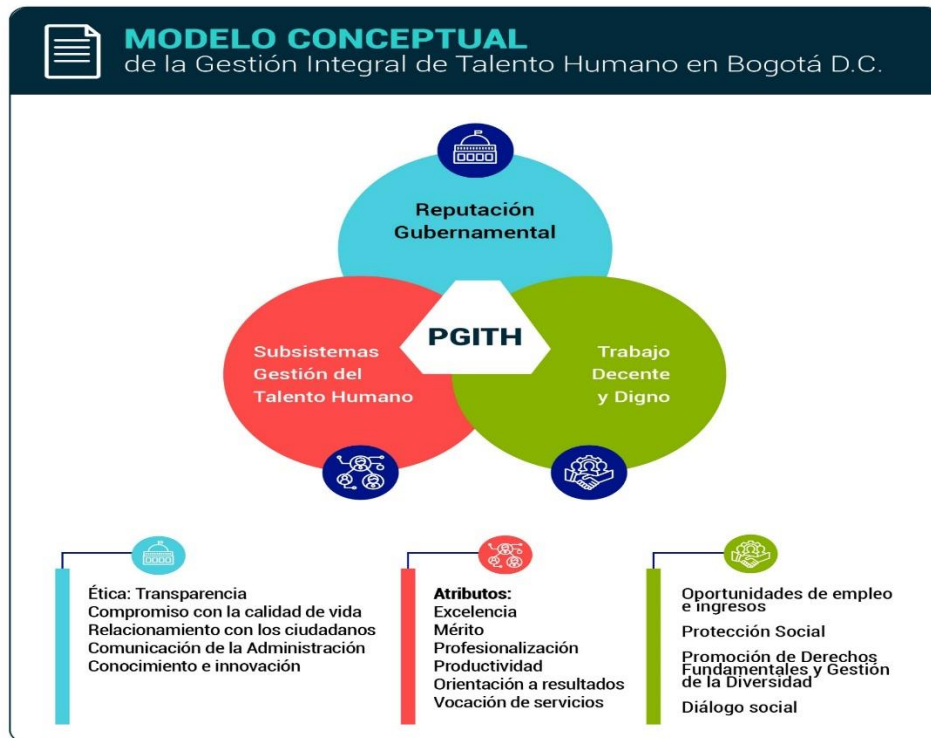 MODELO CONCEPTUAL
de la Gestión Integral de Talento Humano en Bogotá D.C.
Reputación
Gubernamental
PGITH
Subsistemas
Gestión del
Talento Humano
Trabajo
Decente
y Digno
Ética: Transparencia
Compromiso con la calidad de vida
Relacionamiento con los ciudadanos
Comunicación de la Administración
Conocimiento e innovación
Atributos:
Excelencia
Mérito
Profesionalización
Productividad
Orientación a resultados
Vocación de servicios
Oportunidades de empleo
e ingresos
Protección Social
Promoción de Derechos
Fundamentales y Gestión
de la Diversidad
Diálogo social